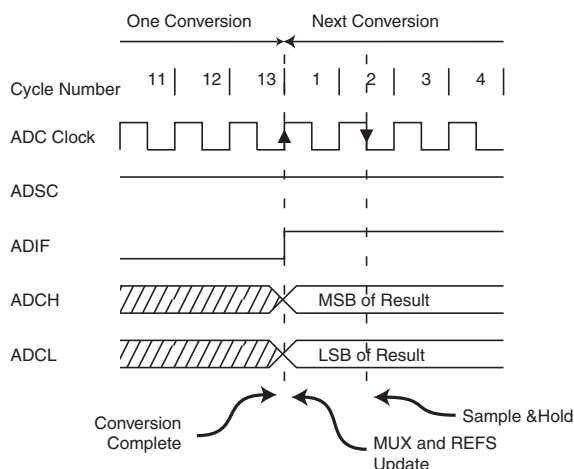 One Conversion Next Conversion
Cycle Number 11 12 13 1 2 3 4
ADC Clock
ADSC
ADIF
ADCH MSB of Result
ADCL LSB of Result
Conversion
Complete
MUX and REFS
Update
Sample &Hold